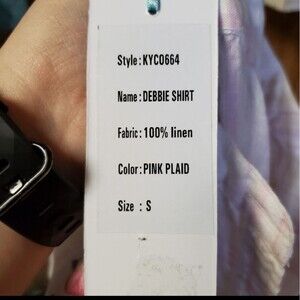 Style:KYC0664
Name:DEBBIE SHIRT
Fabric:100% linen
Color:PINK PLAID
Size : S